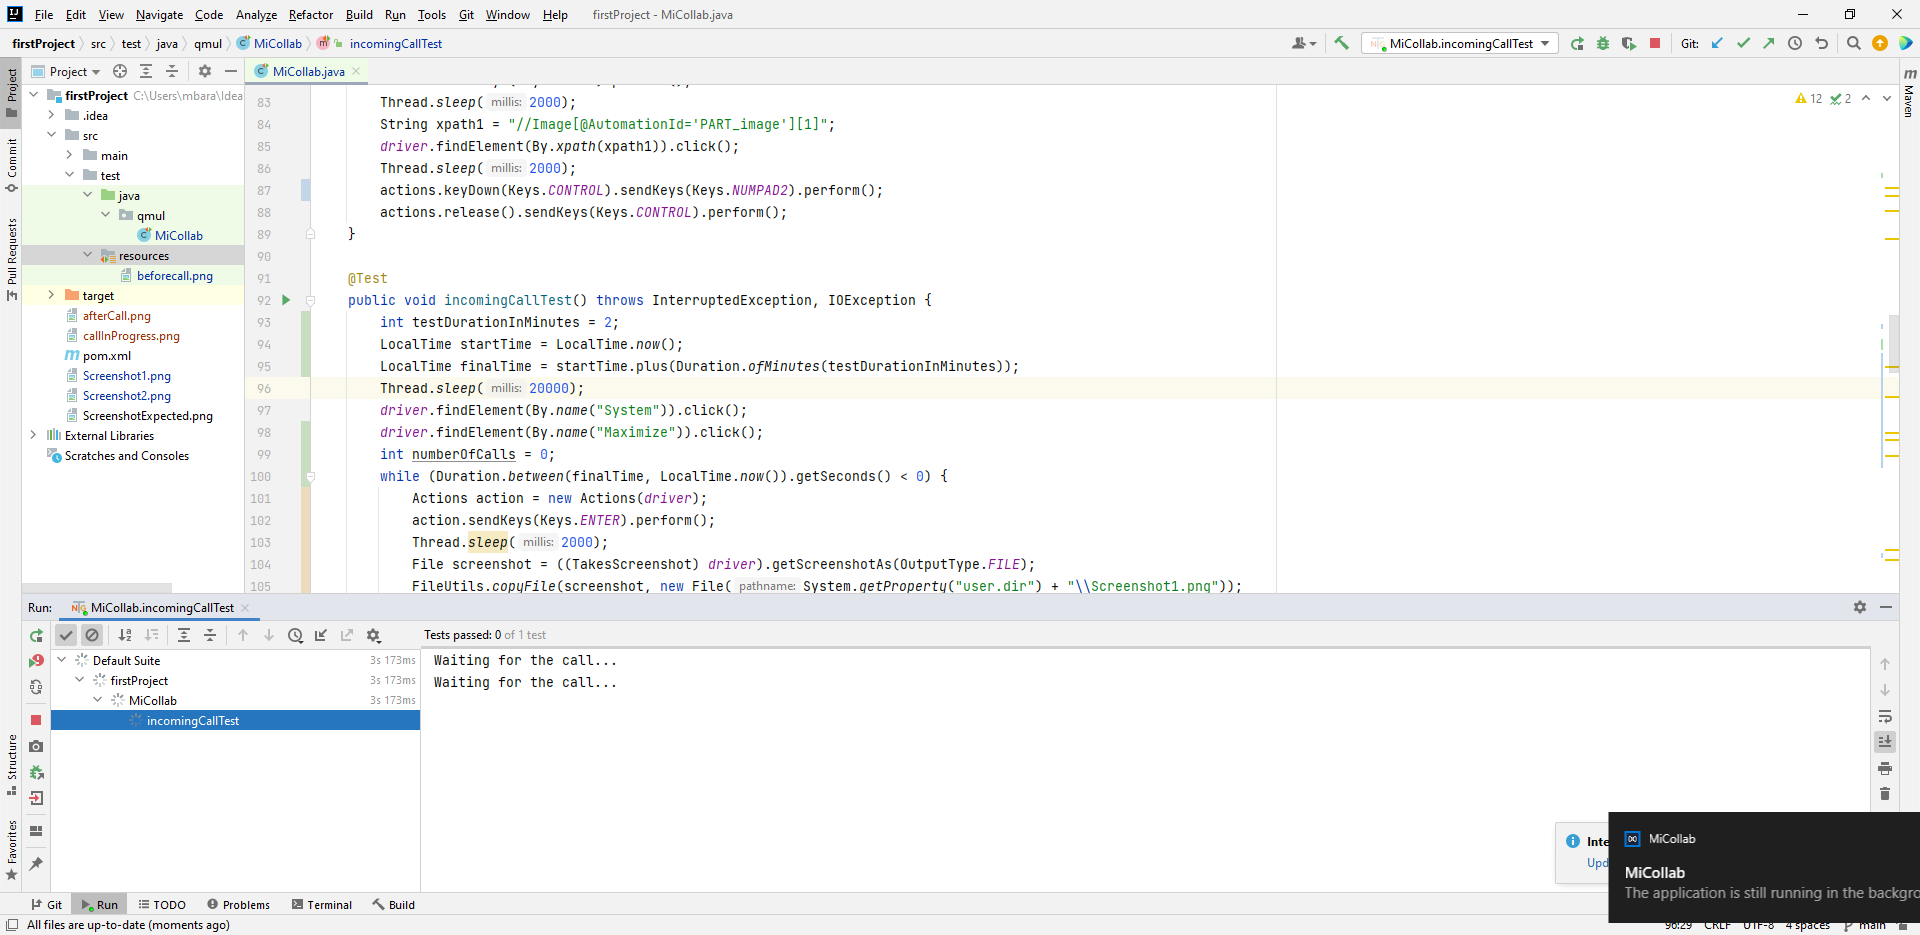 File Edit View Navigate Code Analyze Refactor Build Run Tools Git Window Help firstProject - MiCollab.java
firstProject src test java qmul MiCollab incomingCallTest
MiCollab.incomingCallTest Git:
Project MiCollab.java
firstProject C:\Users\mbara\Idea
.idea
src
main
test
java
qmul
MiCollab
resources
beforecall.png
target
afterCall.png
callInProgress.png
pom.xml
Screenshot1.png
Screenshot2.png
ScreenshotExpected.png
External Libraries
Scratches and Consoles
Project
Commit
Pull Requests
Structure
Favorites
m Maven
12 2
83 Thread.sleep( millis: 2000);
84 String xpath1 = "//Image[@AutomationId='PART_image'][1]";
85 driver.findElement(By.xpath(xpath1)).click();
86 Thread.sleep( millis: 2000);
87 actions.keyDown(Keys.CONTROL).sendKeys(Keys.NUMPAD2).perform();
88 actions.release().sendKeys(Keys.CONTROL).perform();
89 }
90
91 @Test
92 public void incomingCallTest() throws InterruptedException, IOException {
93 int testDurationInMinutes = 2;
94 LocalTime startTime = LocalTime.now();
95 LocalTime finalTime = startTime.plus(Duration.ofMinutes(testDurationInMinutes));
96 Thread.sleep( millis: 20000);
97 driver.findElement(By.name("System")).click();
98 driver.findElement(By.name("Maximize")).click();
99 int numberOfCalls = 0;
100 while (Duration.between(finalTime, LocalTime.now()).getSeconds() < 0) {
101 Actions action = new Actions(driver);
102 action.sendKeys(Keys.ENTER).perform();
103 Thread.sleep( millis: 2000);
104 File screenshot = ((TakesScreenshot) driver).getScreenshotAs(OutputType.FILE);
105 FileUtils.copyFile(screenshot, new File( pathname: System.getProperty("user.dir") + "\\Screenshot1.png"));
Run: MiCollab.incomingCallTest
Tests passed: 0 of 1 test
Default Suite 3s 173ms
firstProject 3s 173ms
MiCollab 3s 173ms
incomingCallTest
Waiting for the call...
Waiting for the call...
Inte
Upd
MiCollab
MiCollab
The application is still running in the backgro
Git Run TODO Problems Terminal Build
All files are up-to-date (moments ago) 96:29 CRLF UTF-8 4 spaces main